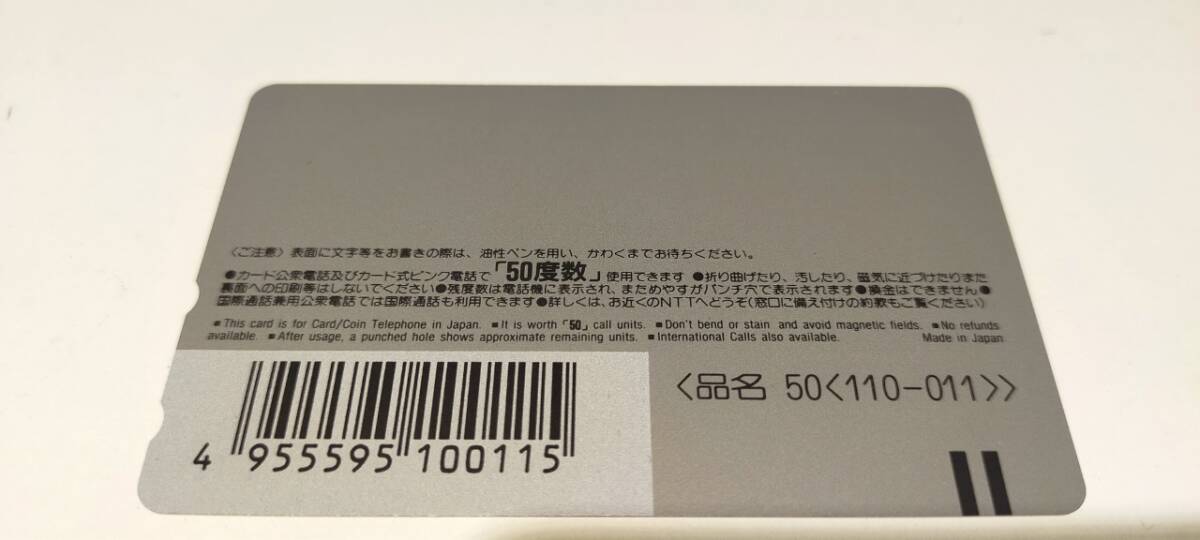 〈ご注意〉表面に文字等をお書きの際は、油性ペンを用い、かわくまでお待ちください。
●カード公衆電話及びカード式ピンク電話で「50度数」使用できます ●折り曲げたり、汚したり、磁気に近づけたりまた
裏面への印刷等はしないでください●残度数は電話機に表示され、まためやすがパンチ穴で表示されます ●換金はできません●
国際通話兼用公衆電話では国際通話も利用できます●詳しくは、お近くのNTTへどうぞ(窓口に備え付けの約款もご覧ください)
■This card is for Card/Coin Telephone in Japan. ■It is worth「50」call units. ■Don't bend or stain and avoid magnetic fields. ■No refunds
available. ■After usage, a punched hole shows approximate remaining units. ■International Calls also available. Made in Japan
〈品名 50〈110-011〉〉
4 955595 100115